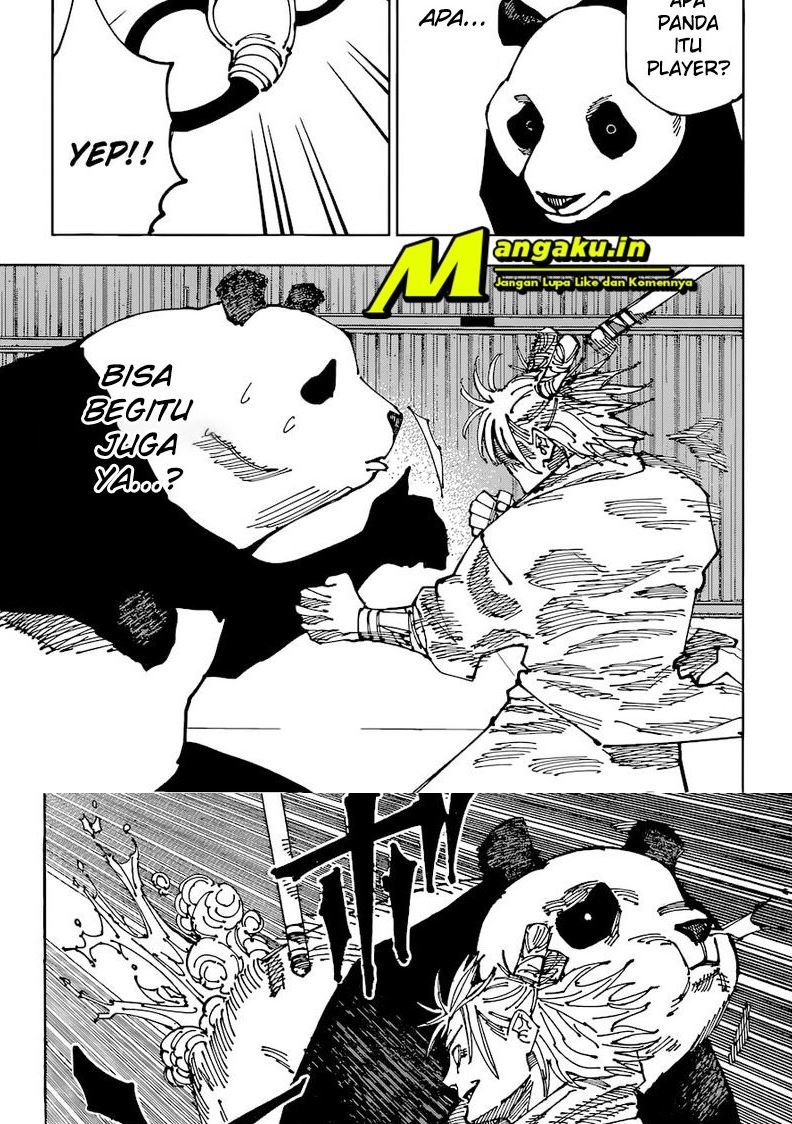 APA
PANDA
ITU
PLAYER?
APA...
YEP!!
Mangaku.in
Jangan Lupa Like dan Komennya
BISA
BEGITU
JUGA
YA...?